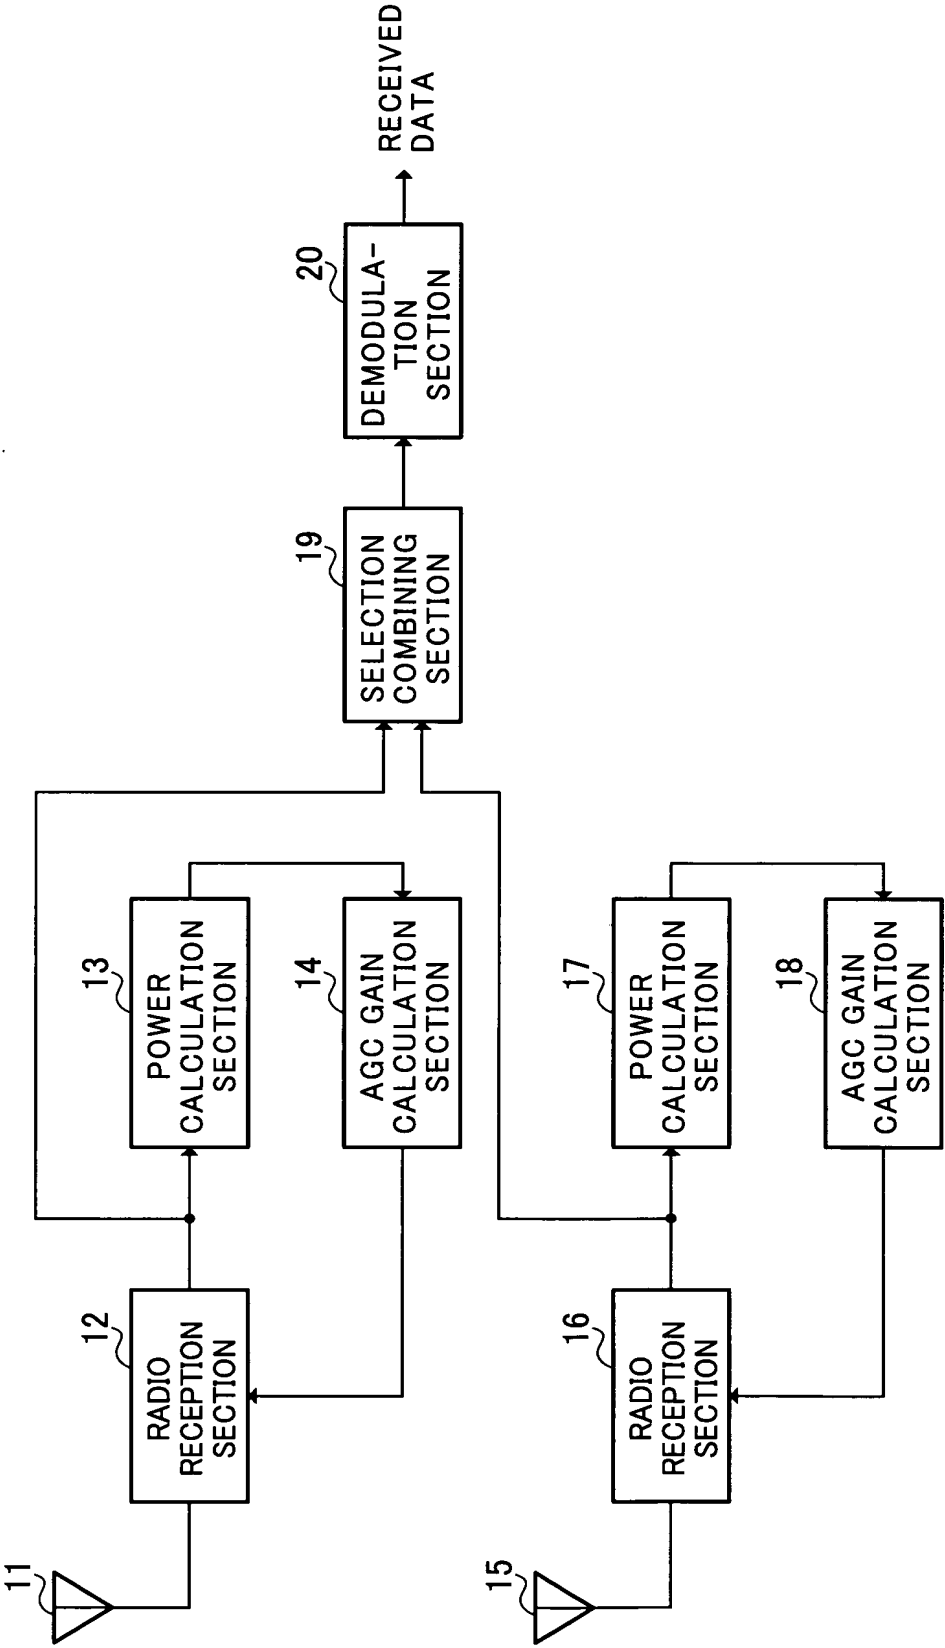 11
12
RADIO
RECEPTION
SECTION
13
POWER
CALCULATION
SECTION
14
AGC GAIN
CALCULATION
SECTION
15
16
RADIO
RECEPTION
SECTION
17
POWER
CALCULATION
SECTION
18
AGC GAIN
CALCULATION
SECTION
19
SELECTION
COMBINING
SECTION
20
DEMODULA-
TION
SECTION
RECEIVED
DATA